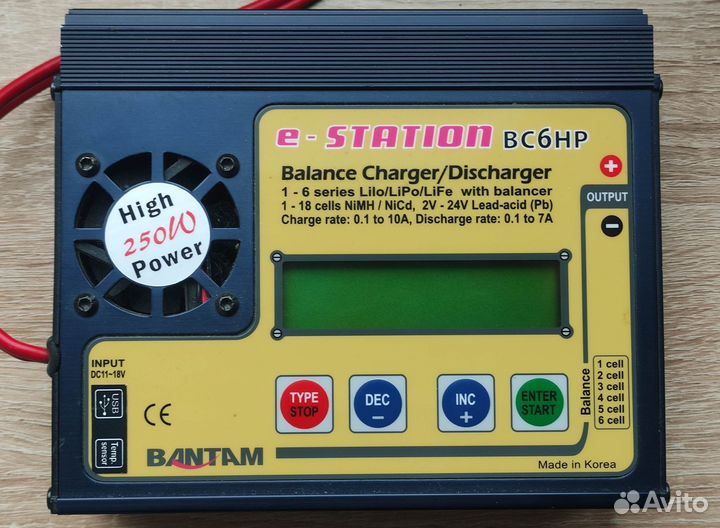 e-STATION BC6HP
Balance Charger/Discharger
1 - 6 series LiIo/LiPo/LiFe with balancer
1 - 18 cells NiMH / NiCd, 2V - 24V Lead-acid (Pb)
Charge rate: 0.1 to 10A, Discharge rate: 0.1 to 7A
+
OUTPUT
-
High
250W
Power
INPUT
DC11~18V
USB
Temp.
sensor
CE
BANTAM
TYPE
STOP
DEC
-
INC
+
ENTER
START
Balance
1 cell
2 cell
3 cell
4 cell
5 cell
6 cell
Made in Korea
Avito